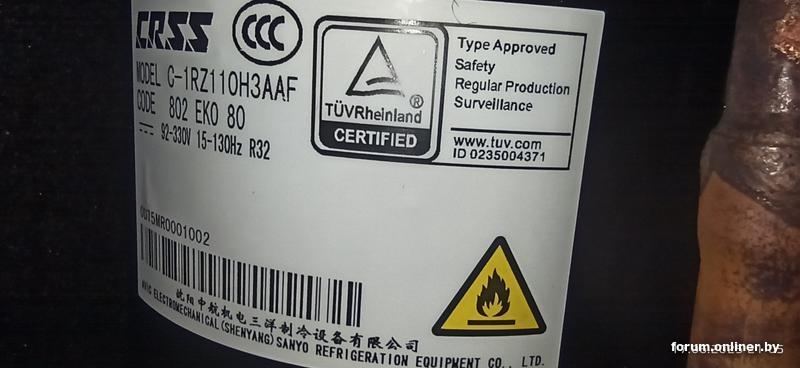 CRSS
CCC
MODEL C-1RZ110H3AAF
CODE 802 EK0 80
92-330V 15-130Hz R32
TÜVRheinland®
CERTIFIED
Type Approved
Safety
Regular Production
Surveillance
www.tuv.com
ID 0235004371
0015MR0001002
沈阳中航机电三洋制冷设备有限公司
AVIC ELECTROMECHANICAL (SHENYANG) SANYO REFRIGERATION EQUIPMENT CO., LTD.
forum.onliner.by